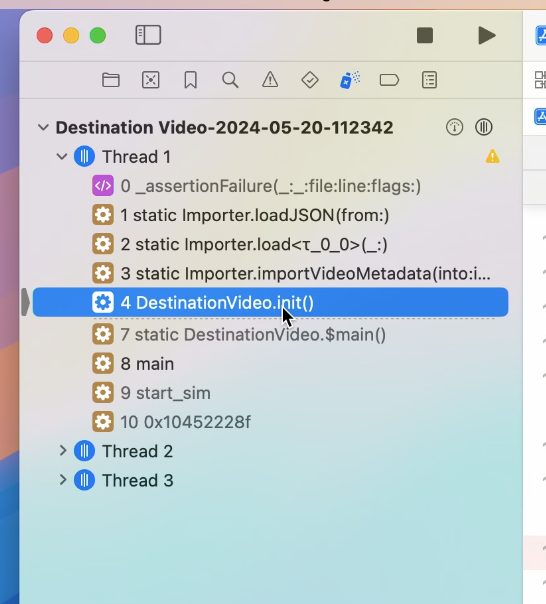 Destination Video-2024-05-20-112342
Thread 1
0 _assertionFailure(_:_:file:line:flags:)
1 static Importer.loadJSON(from:)
2 static Importer.load<τ_0_0>(_:)
3 static Importer.importVideoMetadata(into:i...
4 DestinationVideo.init()
7 static DestinationVideo.$main()
8 main
9 start_sim
10 0x10452228f
Thread 2
Thread 3